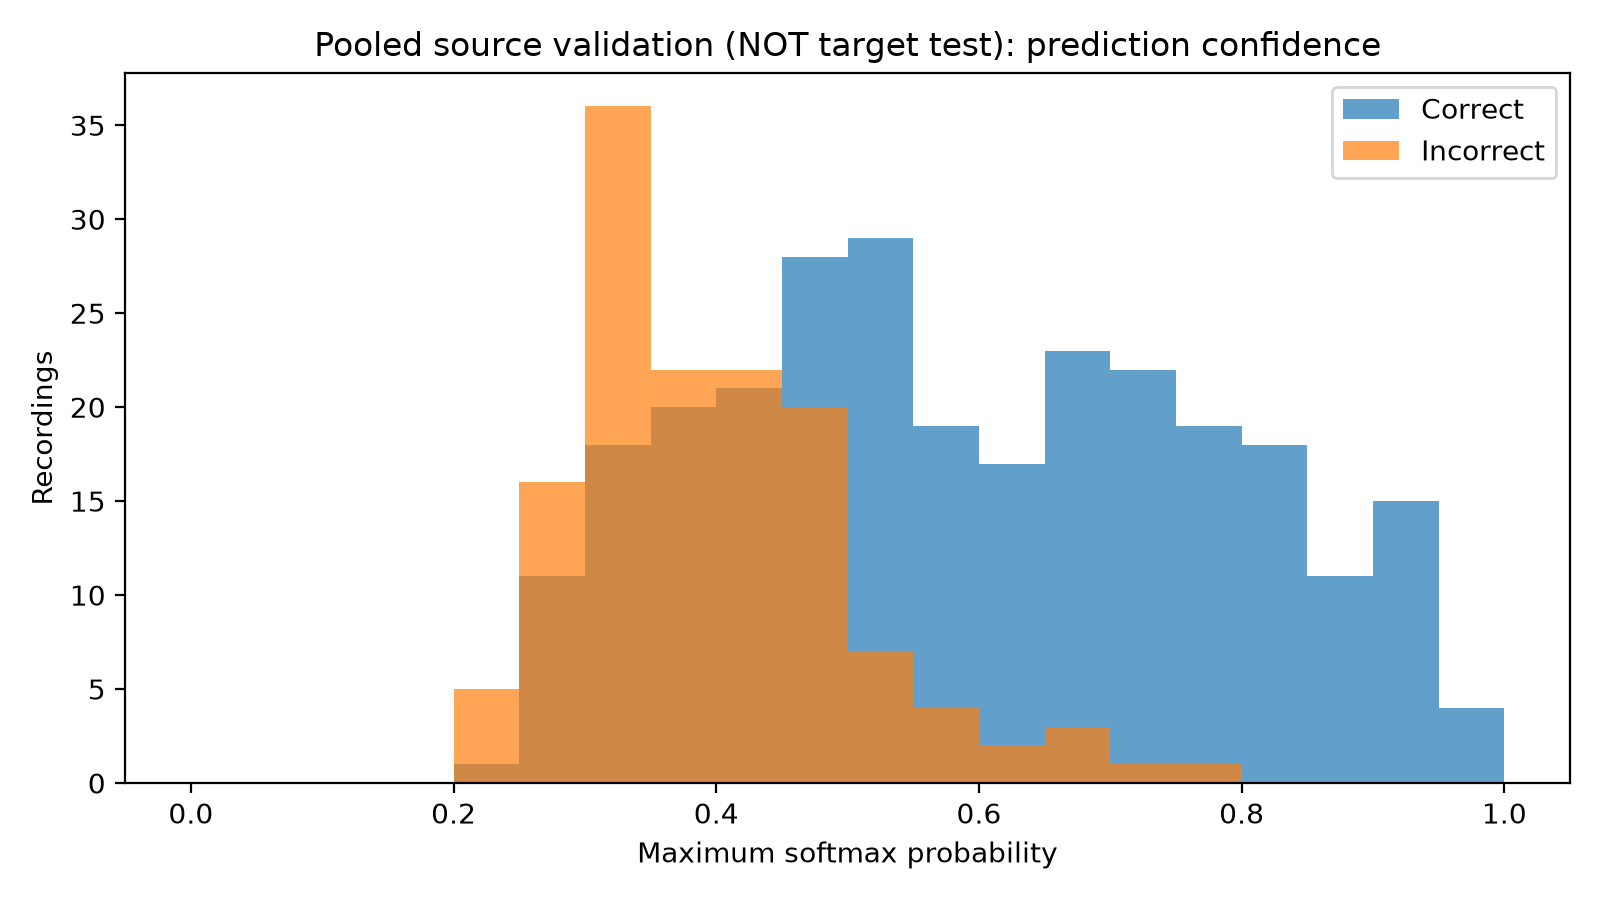 Pooled source validation (NOT target test): prediction confidence
Correct
Incorrect
35
30
25
20
15
10
5
0
Recordings
0.0 0.2 0.4 0.6 0.8 1.0
Maximum softmax probability